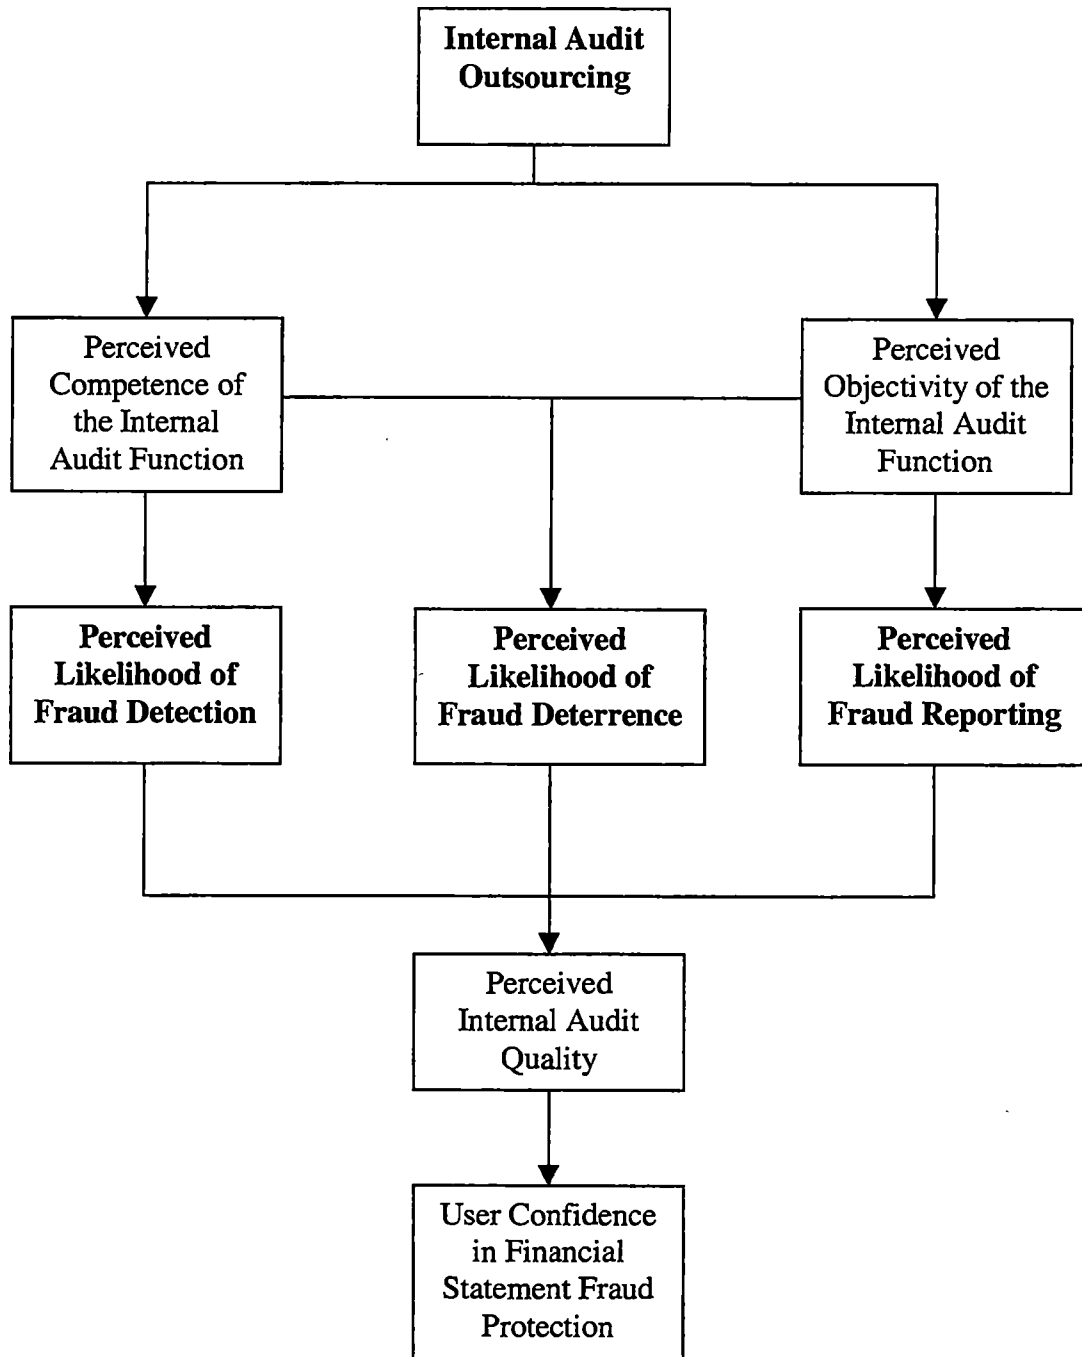 Internal Audit
Outsourcing
Perceived
Competence of
the Internal
Audit Function
Perceived
Objectivity of the
Internal Audit
Function
Perceived
Likelihood of
Fraud Detection
Perceived
Likelihood of
Fraud Deterrence
Perceived
Likelihood of
Fraud Reporting
Perceived
Internal Audit
Quality
User Confidence
in Financial
Statement Fraud
Protection